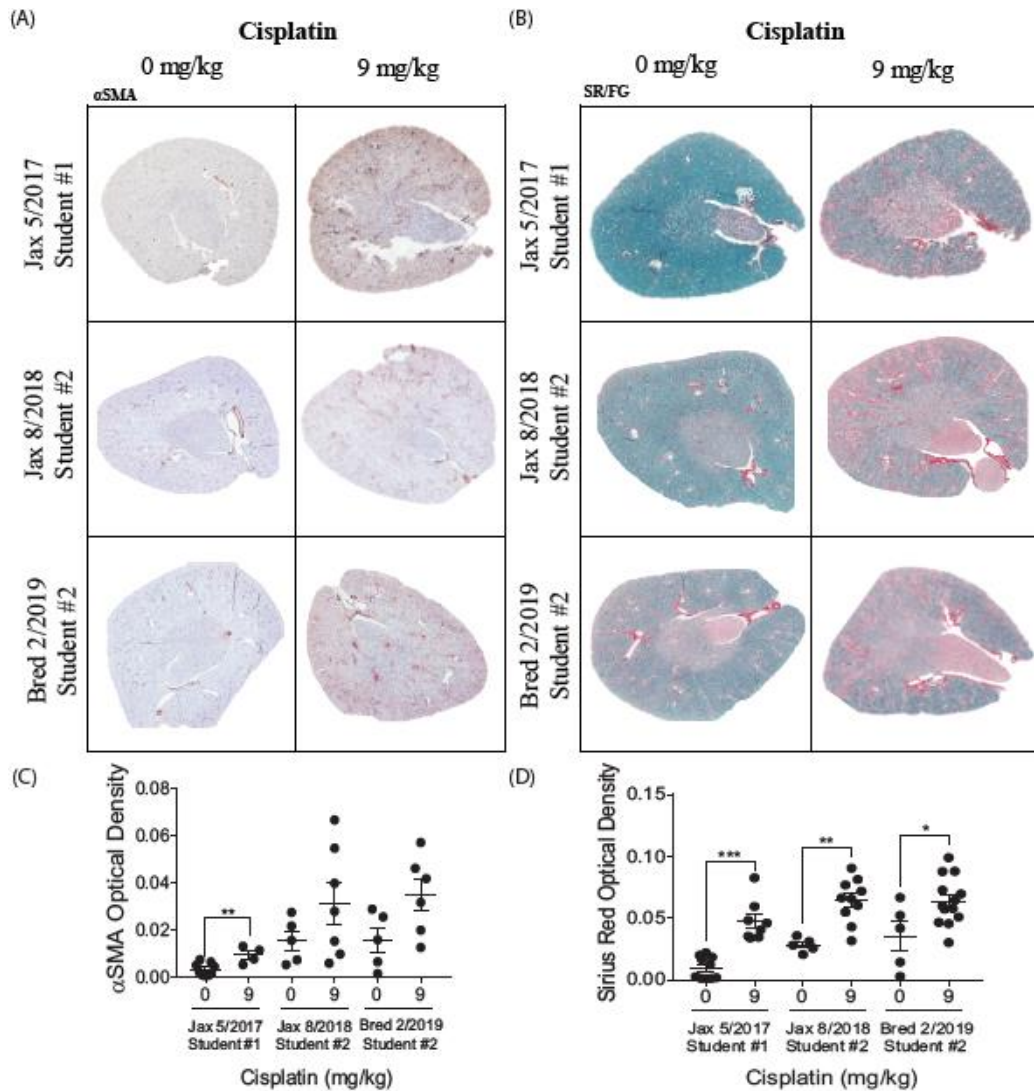 (A)
Cisplatin
0 mg/kg 9 mg/kg
αSMA
Jax 5/2017
Student #1
Jax 8/2018
Student #2
Bred 2/2019
Student #2
(B)
Cisplatin
0 mg/kg 9 mg/kg
SR/FG
Jax 5/2017
Student #1
Jax 8/2018
Student #2
Bred 2/2019
Student #2
(C)
αSMA Optical Density
0.08
0.06
0.04
0.02
0.00
**
0 9 0 9 0 9
Jax 5/2017 Jax 8/2018 Bred 2/2019
Student #1 Student #2 Student #2
Cisplatin (mg/kg)
(D)
Sirius Red Optical Density
0.15
0.10
0.05
0.00
*** ** *
0 9 0 9 0 9
Jax 5/2017 Jax 8/2018 Bred 2/2019
Student #1 Student #2 Student #2
Cisplatin (mg/kg)